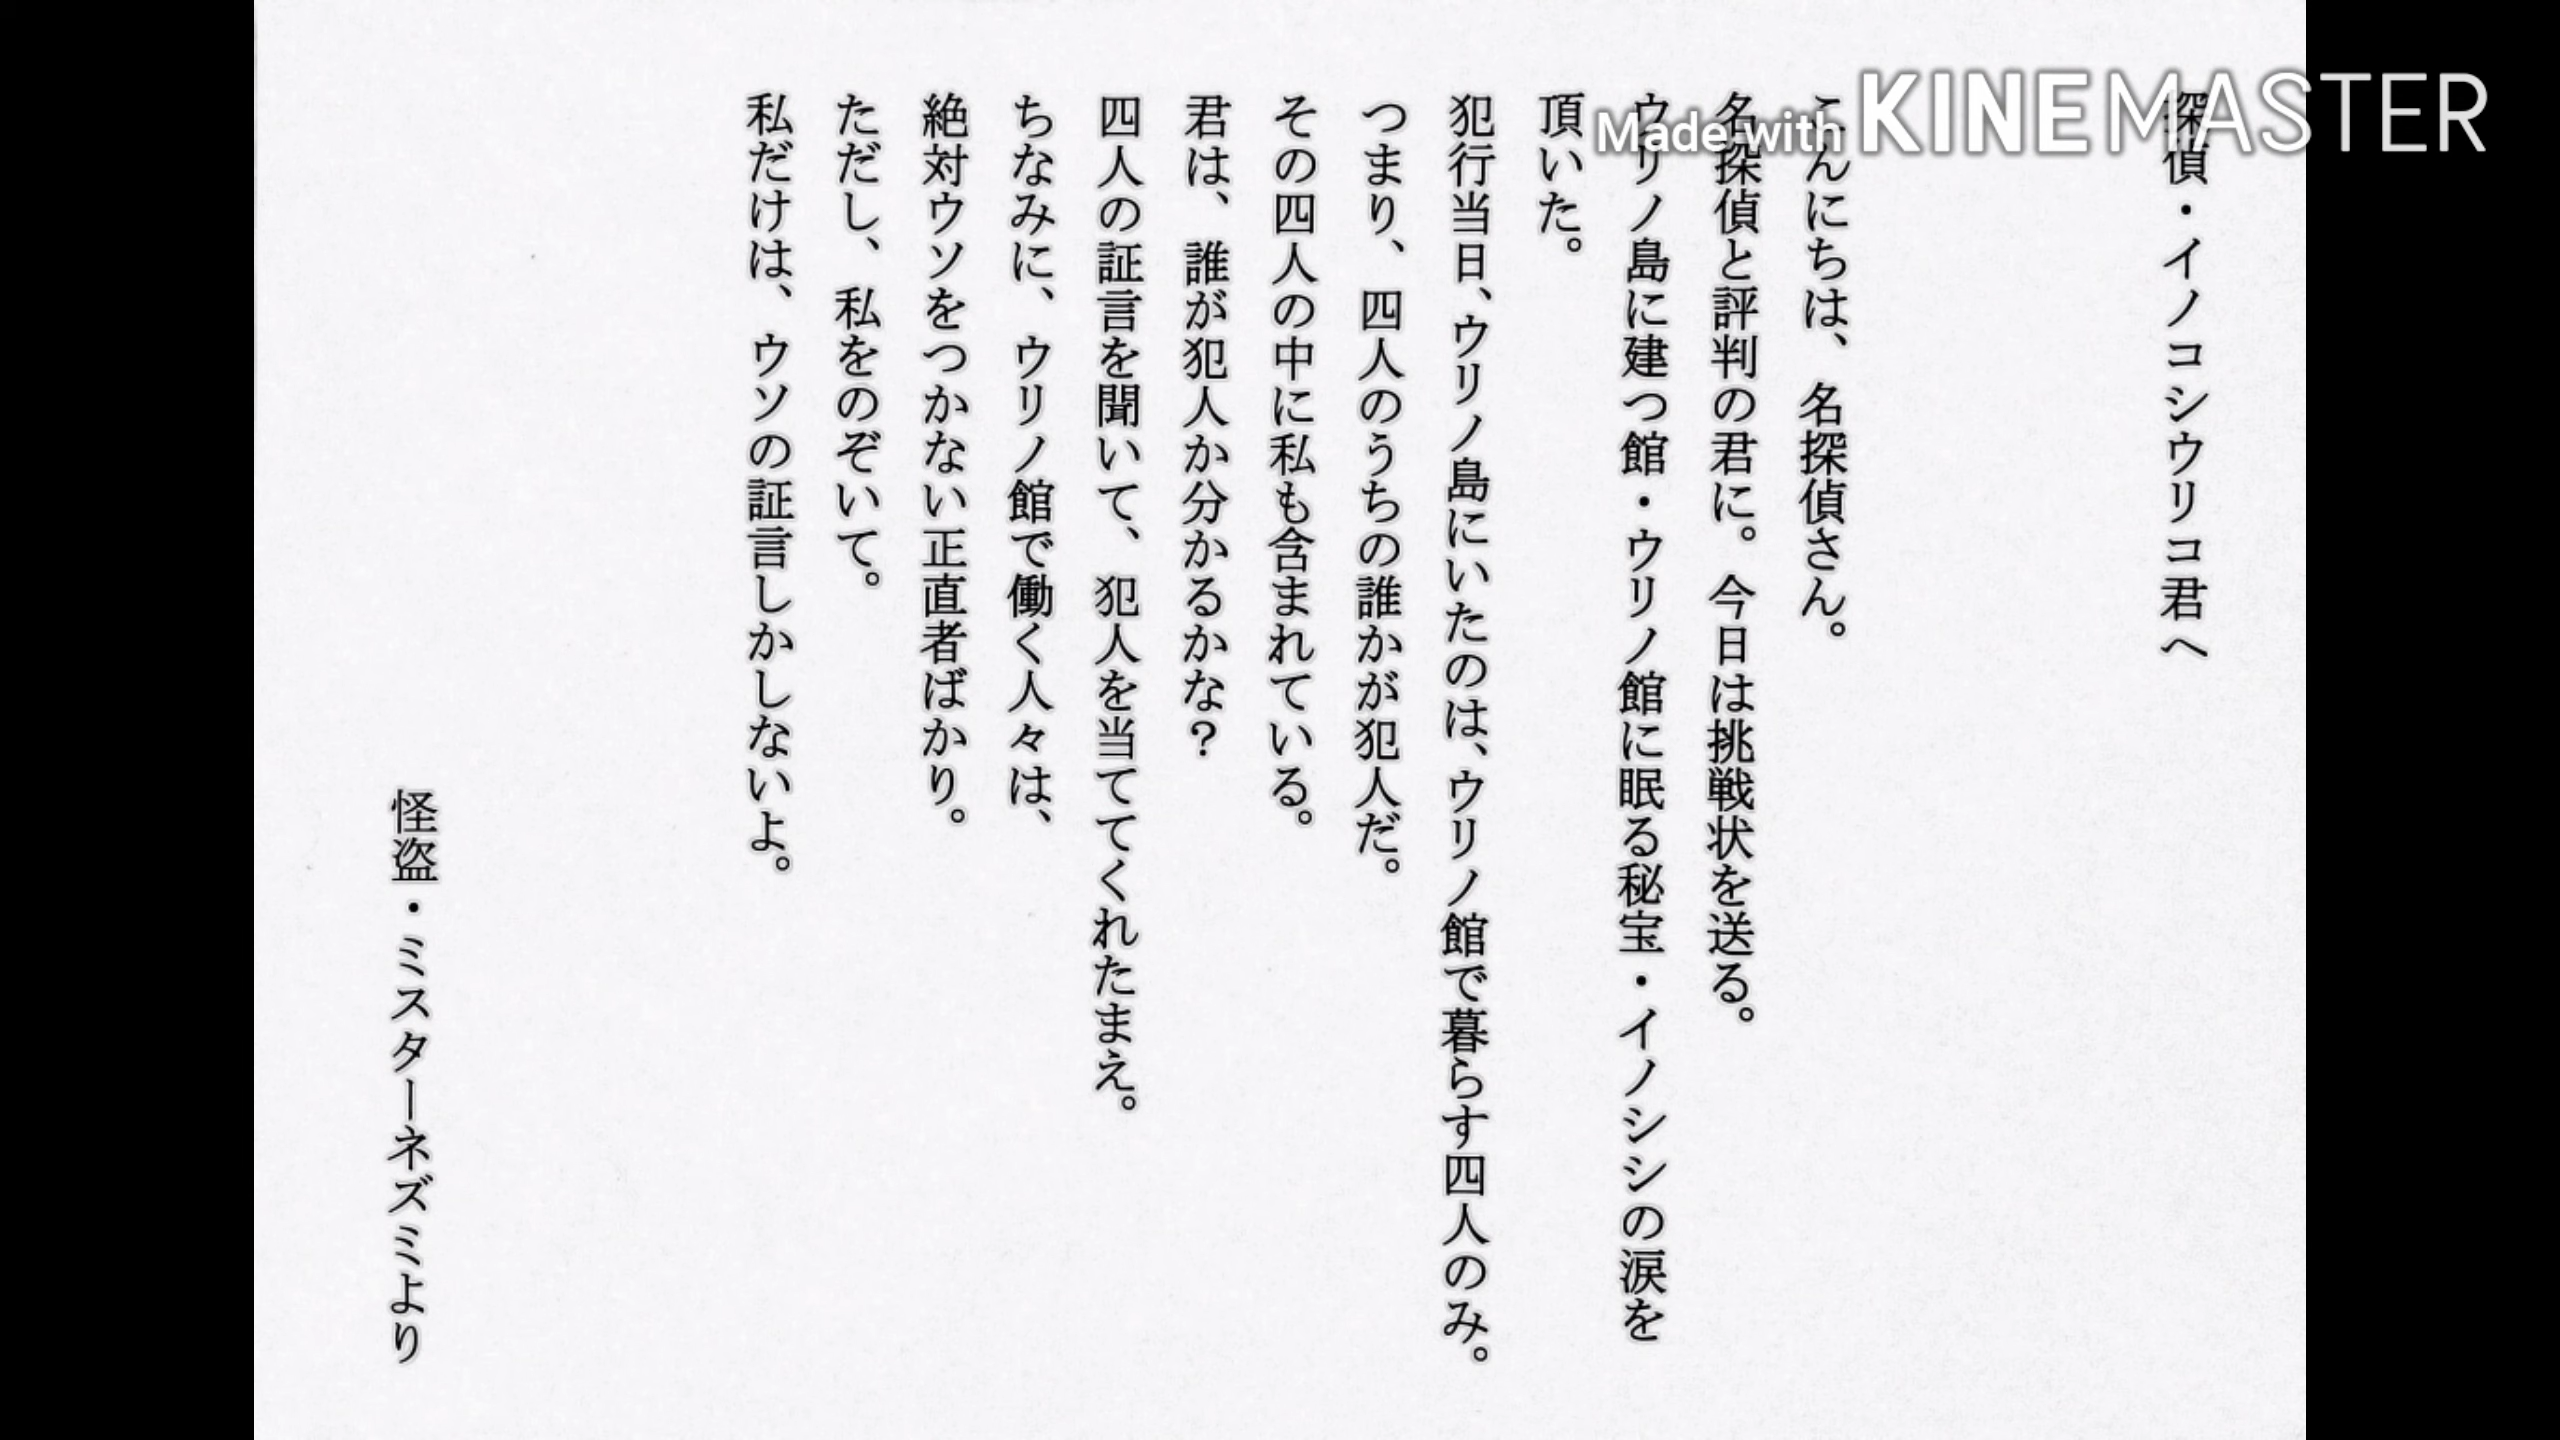 探偵・イノコシウリコ君へ
こんにちは、名探偵さん。
名探偵と評判の君に。今日は挑戦状を送る。
ウリノ島に建つ館・ウリノ館に眠る秘宝・イノシシの涙を
頂いた。
犯行当日、ウリノ島にいたのは、ウリノ館で暮らす四人のみ。
つまり、四人のうちの誰かが犯人だ。
その四人の中に私も含まれている。
君は、誰が犯人か分かるかな？
四人の証言を聞いて、犯人を当ててくれたまえ。
ちなみに、ウリノ館で働く人々は、
絶対ウソをつかない正直者ばかり。
ただし、私をのぞいて。
私だけは、ウソの証言しかしないよ。
怪盗・ミスターネズミより
Made with KINEMASTER